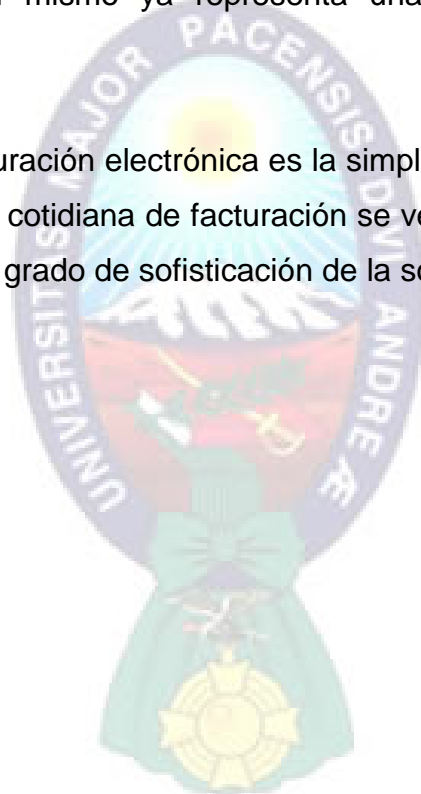 mismo ya representa una
uración electrónica es la simpl
cotidiana de facturación se ve
grado de sofisticación de la so
UNIVERSITAS MAJOR PACENSIS DIVI ANDREÆ